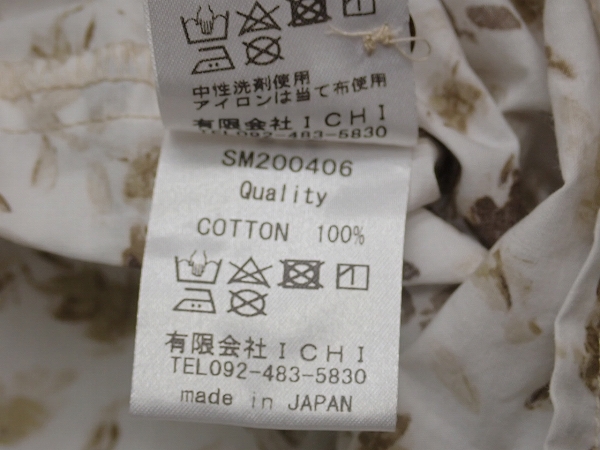 中性洗剤使用
アイロンは当て布使用
有限会社ICHI
TEL092-483-5830
SM200406
Quality
COTTON 100%
有限会社ICHI
TEL092-483-5830
made in JAPAN